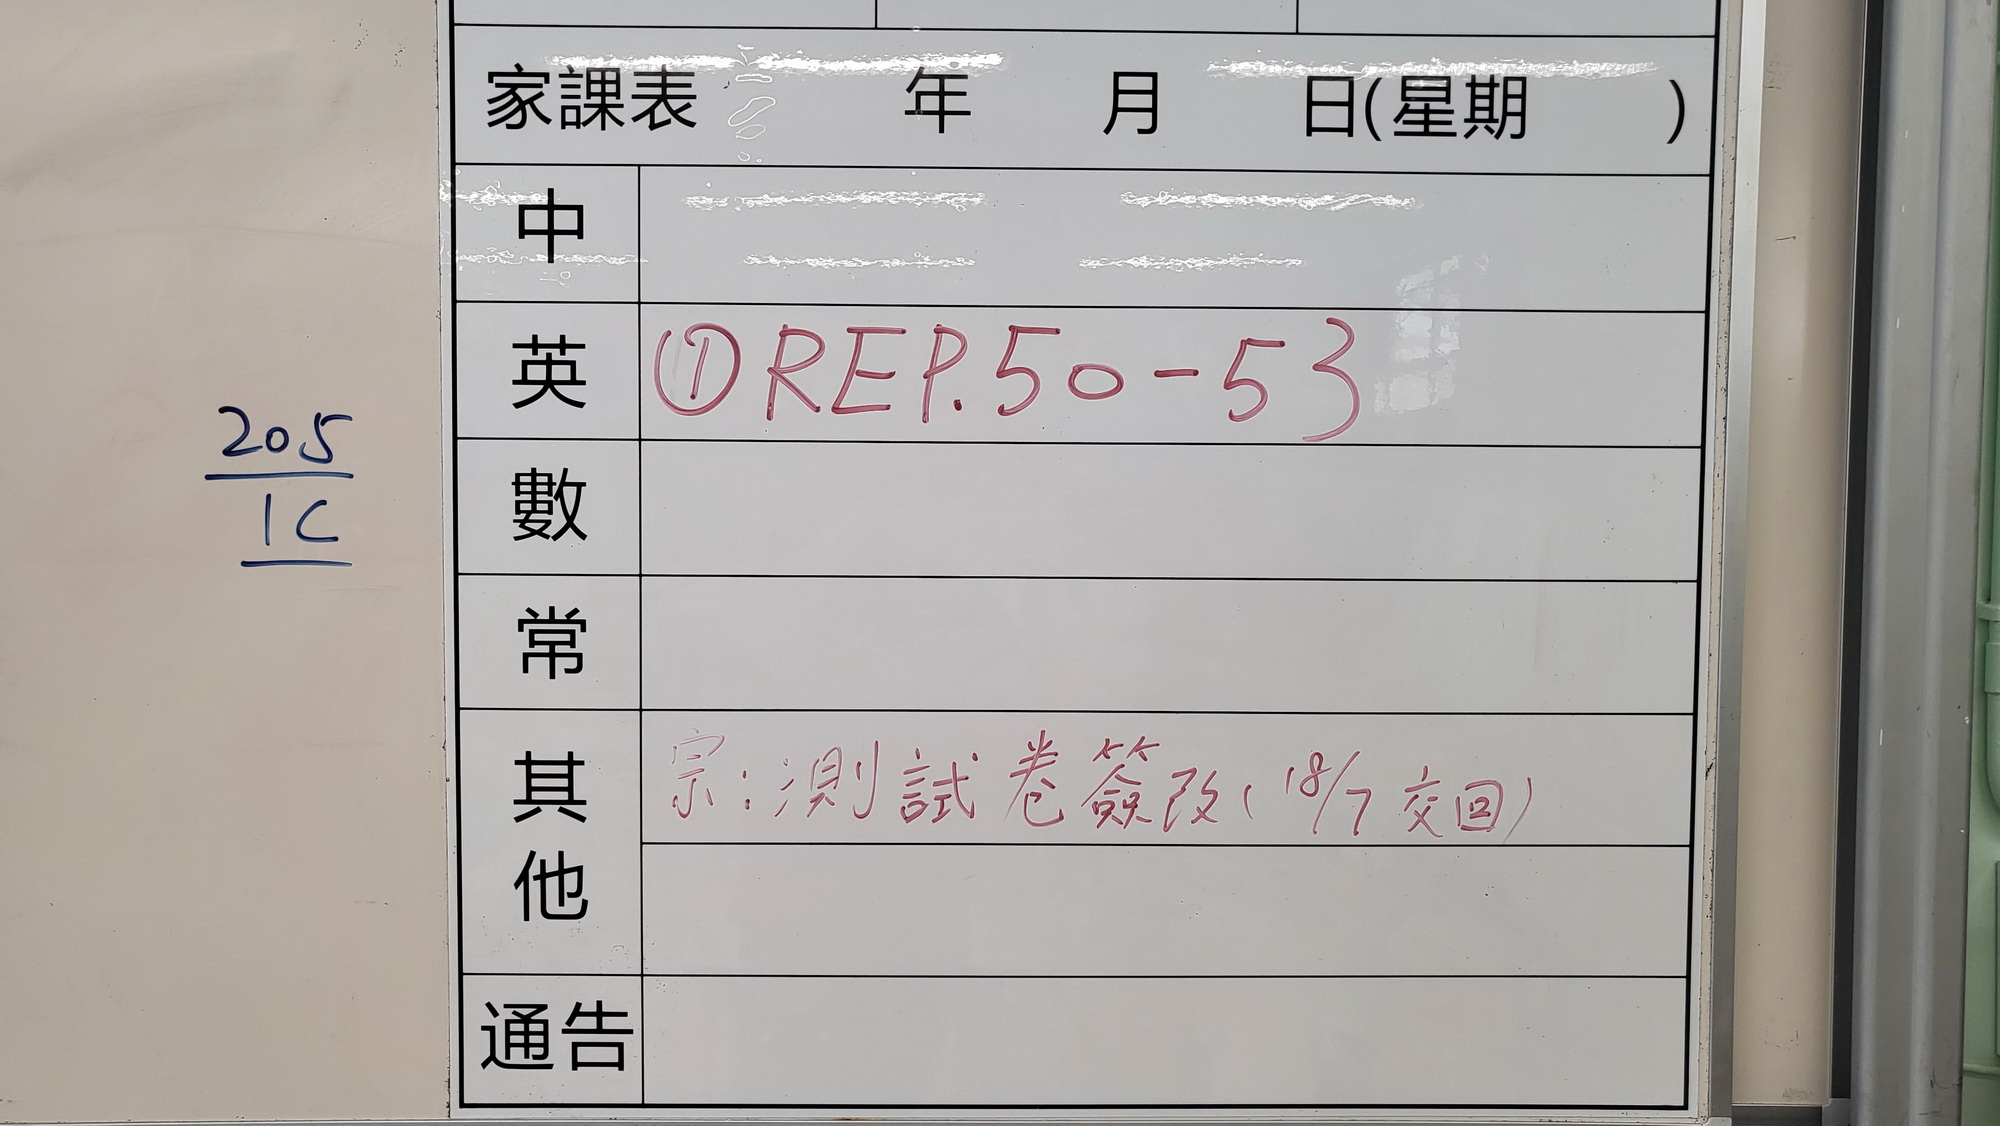 家課表 年 月 日(星期 )
中
英 ①REP.50-53
數
常
其他 宗:測試卷簽改(18/7交回)
通告
205
1C